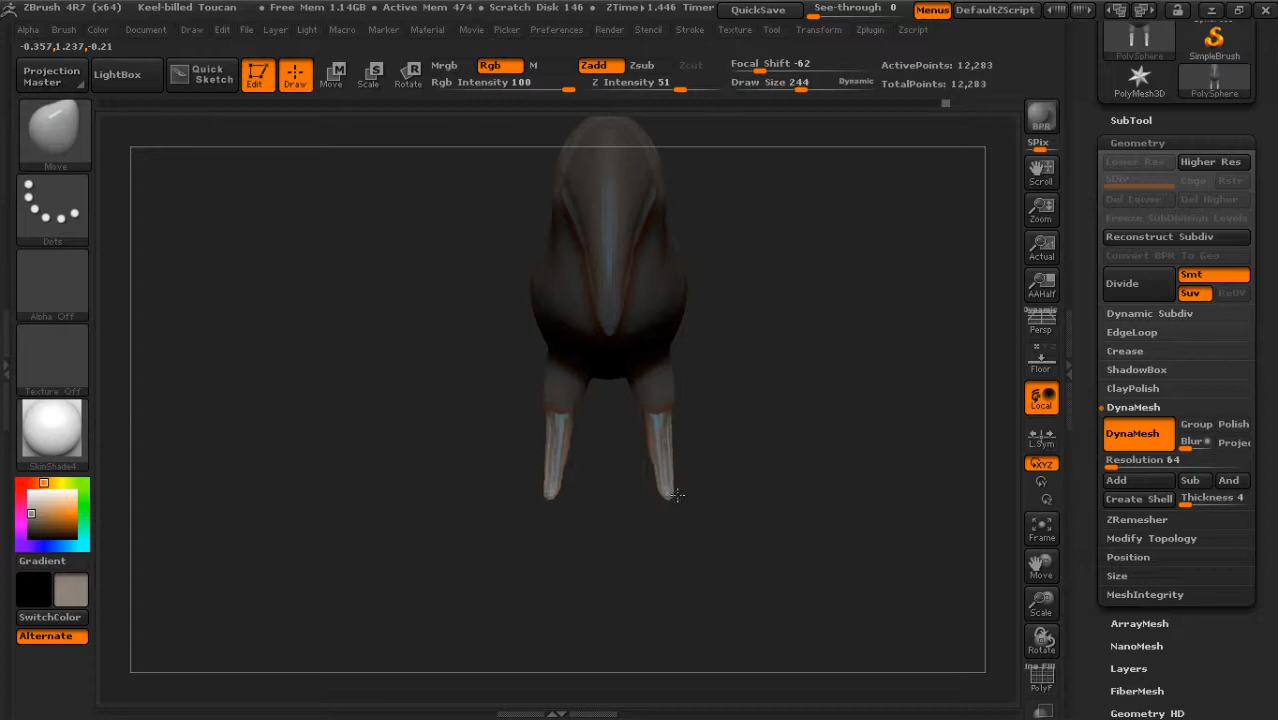 ZBrush 4R7 (x64) Keel-billed Toucan • Free Mem 1.14GB • Active Mem 474 • Scratch Disk 146 • ZTime▸1.446 Timer QuickSave See-through 0 Menus DefaultZScript
Alpha Brush Color Document Draw Edit File Layer Light Macro Marker Material Movie Picker Preferences Render Stencil Stroke Texture Tool Transform Zplugin Zscript
-0.357,1.237,-0.21
Projection
Master
LightBox
Quick
Sketch
Edit
Draw
Move
Scale
Rotate
Mrgb Rgb M
Rgb Intensity 100
Zadd Zsub Zcut
Z Intensity 51
Focal Shift -62
Draw Size 244 Dynamic
ActivePoints: 12,283
TotalPoints: 12,283
Move
Dots
Alpha Off
Texture Off
SkinShade4
Gradient
SwitchColor
Alternate
BPR
SPix
Scroll
Zoom
Actual
AAHalf
Dynamic
Persp
Floor
Local
L.Sym
XYZ
Frame
Move
Scale
Rotate
Line Fill
PolyF
PolySphere SimpleBrush
PolyMesh3D PolySphere
SubTool
Geometry
Lower Res Higher Res
SDiv Cage Rstr
Del Lower Del Higher
Freeze SubDivision Levels
Reconstruct Subdiv
Convert BPR To Geo
Divide Smt
Suv ReUV
Dynamic Subdiv
EdgeLoop
Crease
ShadowBox
ClayPolish
DynaMesh
DynaMesh Group Polish
Blur Projec
Resolution 64
Add Sub And
Create Shell Thickness 4
ZRemesher
Modify Topology
Position
Size
MeshIntegrity
ArrayMesh
NanoMesh
Layers
FiberMesh
Geometry HD